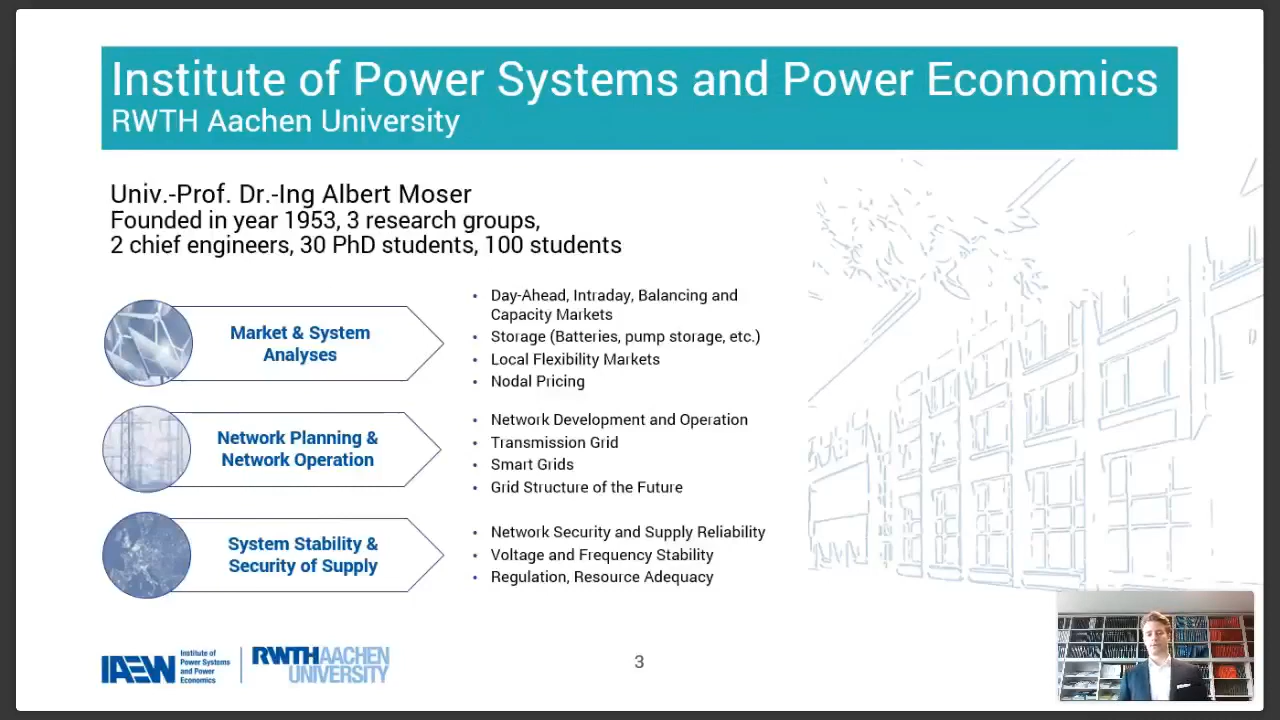 Institute of Power Systems and Power Economics
RWTH Aachen University
Univ.-Prof. Dr.-Ing Albert Moser
Founded in year 1953, 3 research groups,
2 chief engineers, 30 PhD students, 100 students
Market & System
Analyses
• Day-Ahead, Intraday, Balancing and
Capacity Markets
• Storage (Batteries, pump storage, etc.)
• Local Flexibility Markets
• Nodal Pricing
Network Planning &
Network Operation
• Network Development and Operation
• Transmission Grid
• Smart Grids
• Grid Structure of the Future
System Stability &
Security of Supply
• Network Security and Supply Reliability
• Voltage and Frequency Stability
• Regulation, Resource Adequacy
IAEW
Institute of
Power Systems
and Power
Economics
RWTH AACHEN
UNIVERSITY
3